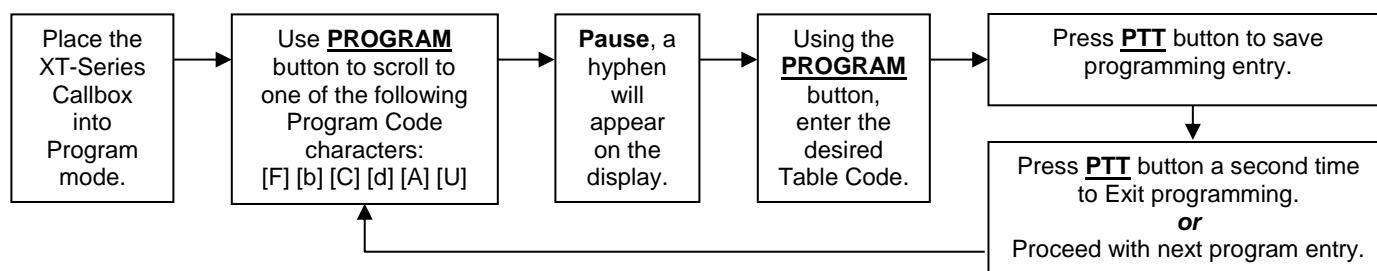 Place the
XT-Series
Callbox
into
Program
mode.
Use PROGRAM
button to scroll to
one of the following
Program Code
characters:
[F] [b] [C] [d] [A] [U]
Pause, a
hyphen
will
appear
on the
display.
Using the
PROGRAM
button,
enter the
desired
Table Code.
Press PTT button to save
programming entry.
Press PTT button a second time
to Exit programming.
or
Proceed with next program entry.